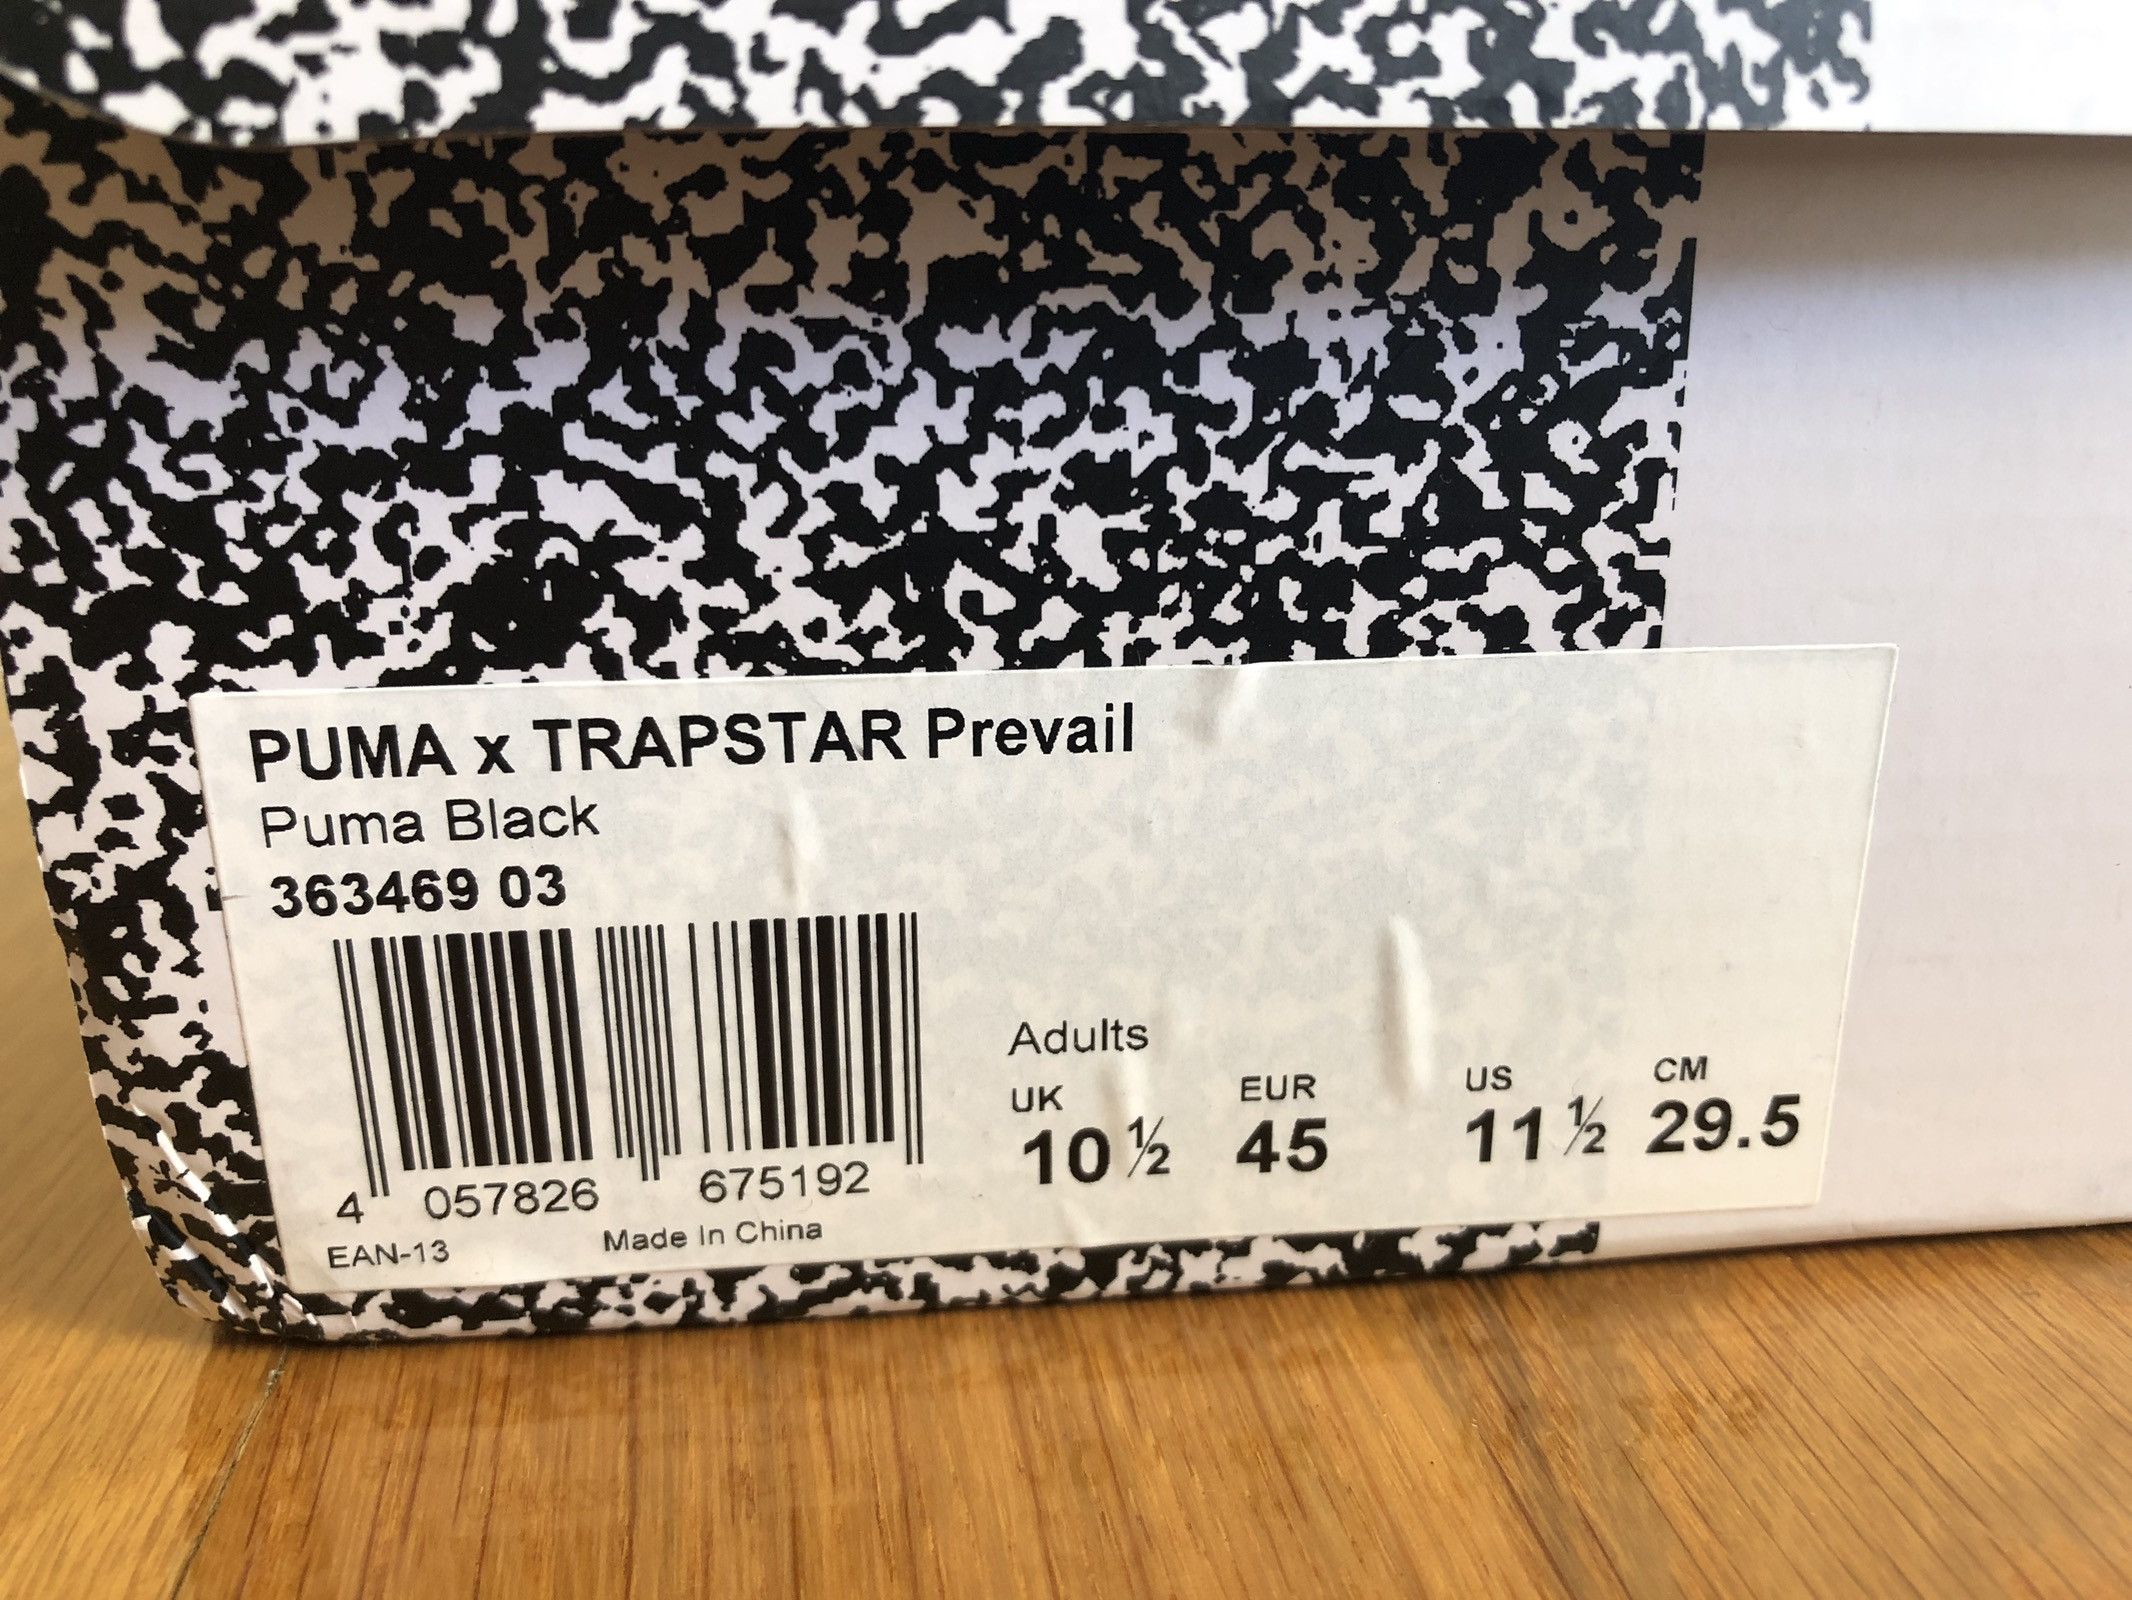 PUMA x TRAPSTAR Prevail
Puma Black
363469 03
4 057826 675192
EAN-13 Made In China
Adults
UK EUR US CM
10 ½ 45 11 ½ 29.5